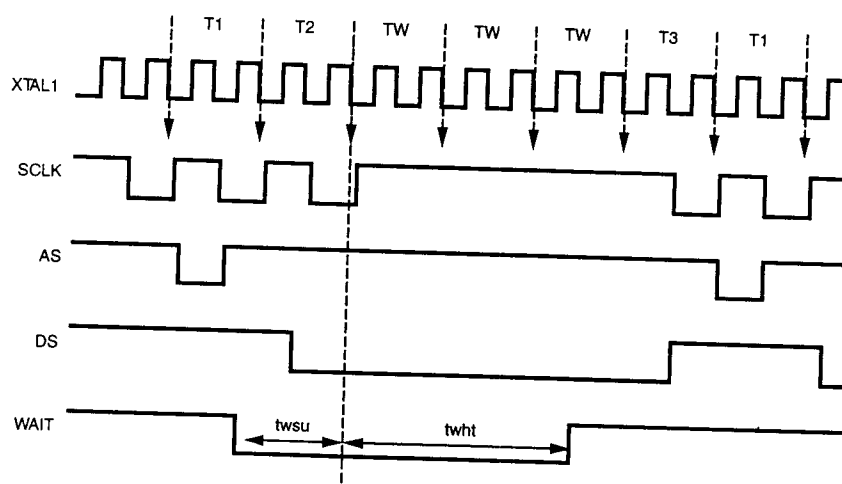 T1 T2 TW TW TW T3 T1
XTAL1
SCLK
AS
DS
WAIT
twsu twht